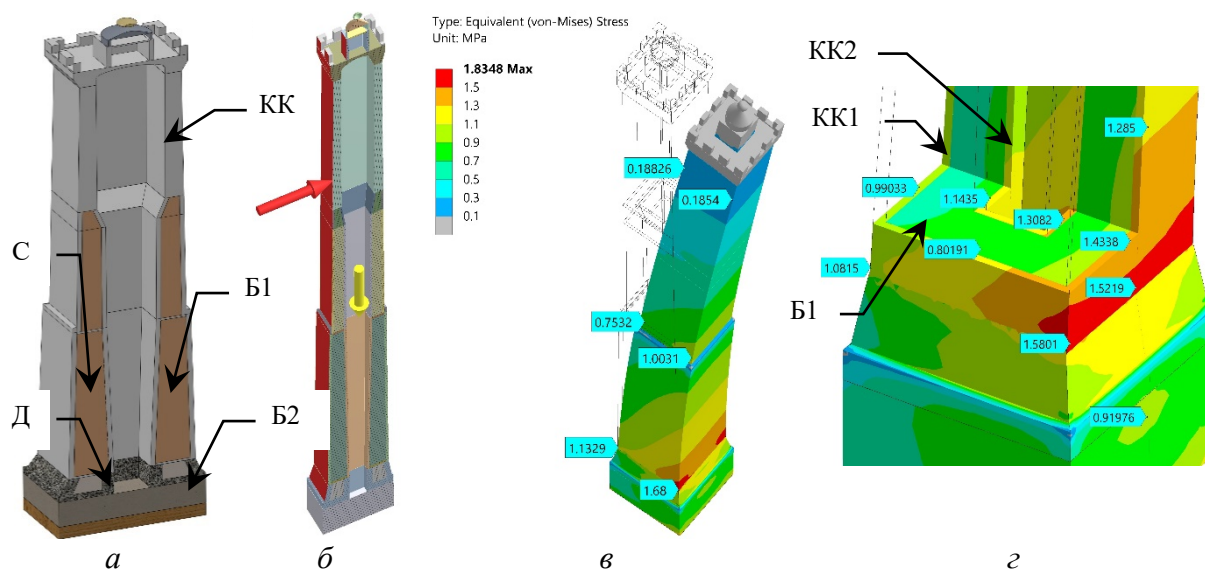 КК
С
Б1
Д
Б2
а
б
Type: Equivalent (von-Mises) Stress
Unit: MPa
1.8348 Max
1.5
1.3
1.1
0.9
0.7
0.5
0.3
0.1
0.18826
0.1854
0.7532
1.0031
1.1329
1.68
в
КК2
КК1
1.285
0.99033
1.1435
1.3082
1.4338
0.80191
1.0815
1.5219
Б1
1.5801
0.91976
г